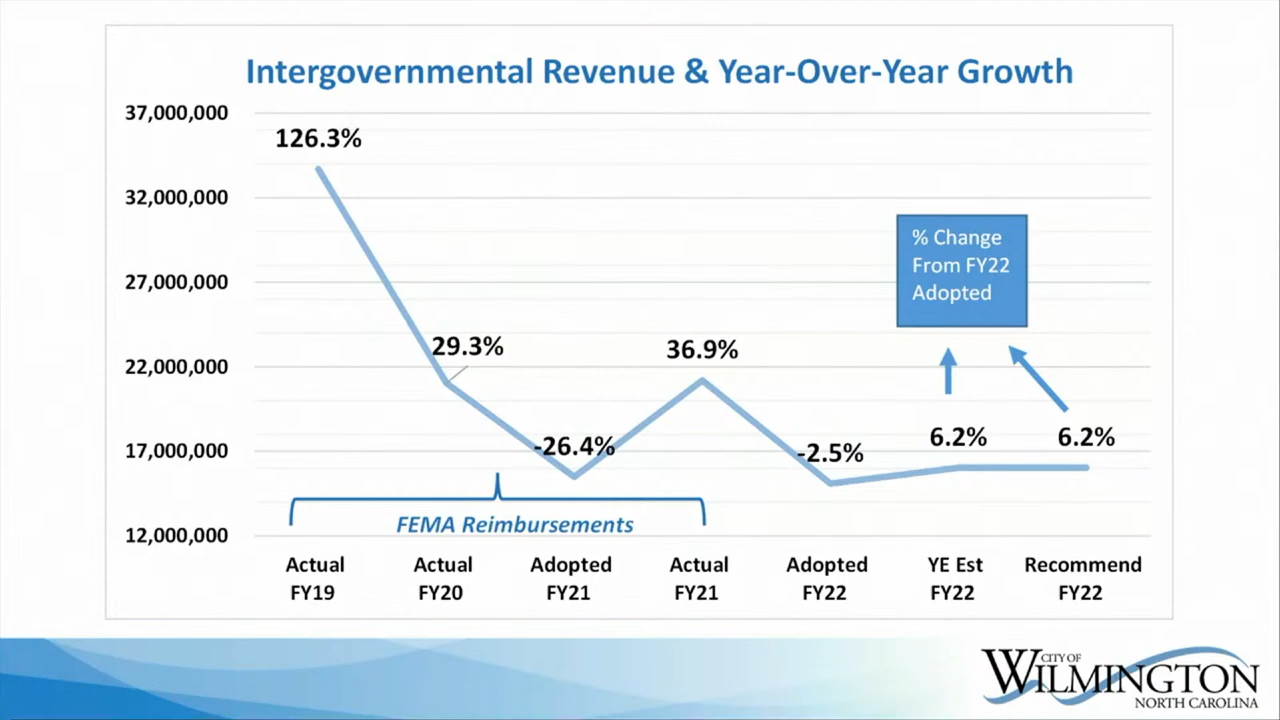 Intergovernmental Revenue & Year-Over-Year Growth
37,000,000
32,000,000
27,000,000
22,000,000
17,000,000
12,000,000
126.3%
29.3%
-26.4%
36.9%
-2.5%
6.2%
6.2%
% Change
From FY22
Adopted
FEMA Reimbursements
Actual
FY19
Actual
FY20
Adopted
FY21
Actual
FY21
Adopted
FY22
YE Est
FY22
Recommend
FY22
CITY OF
WILMINGTON
NORTH CAROLINA